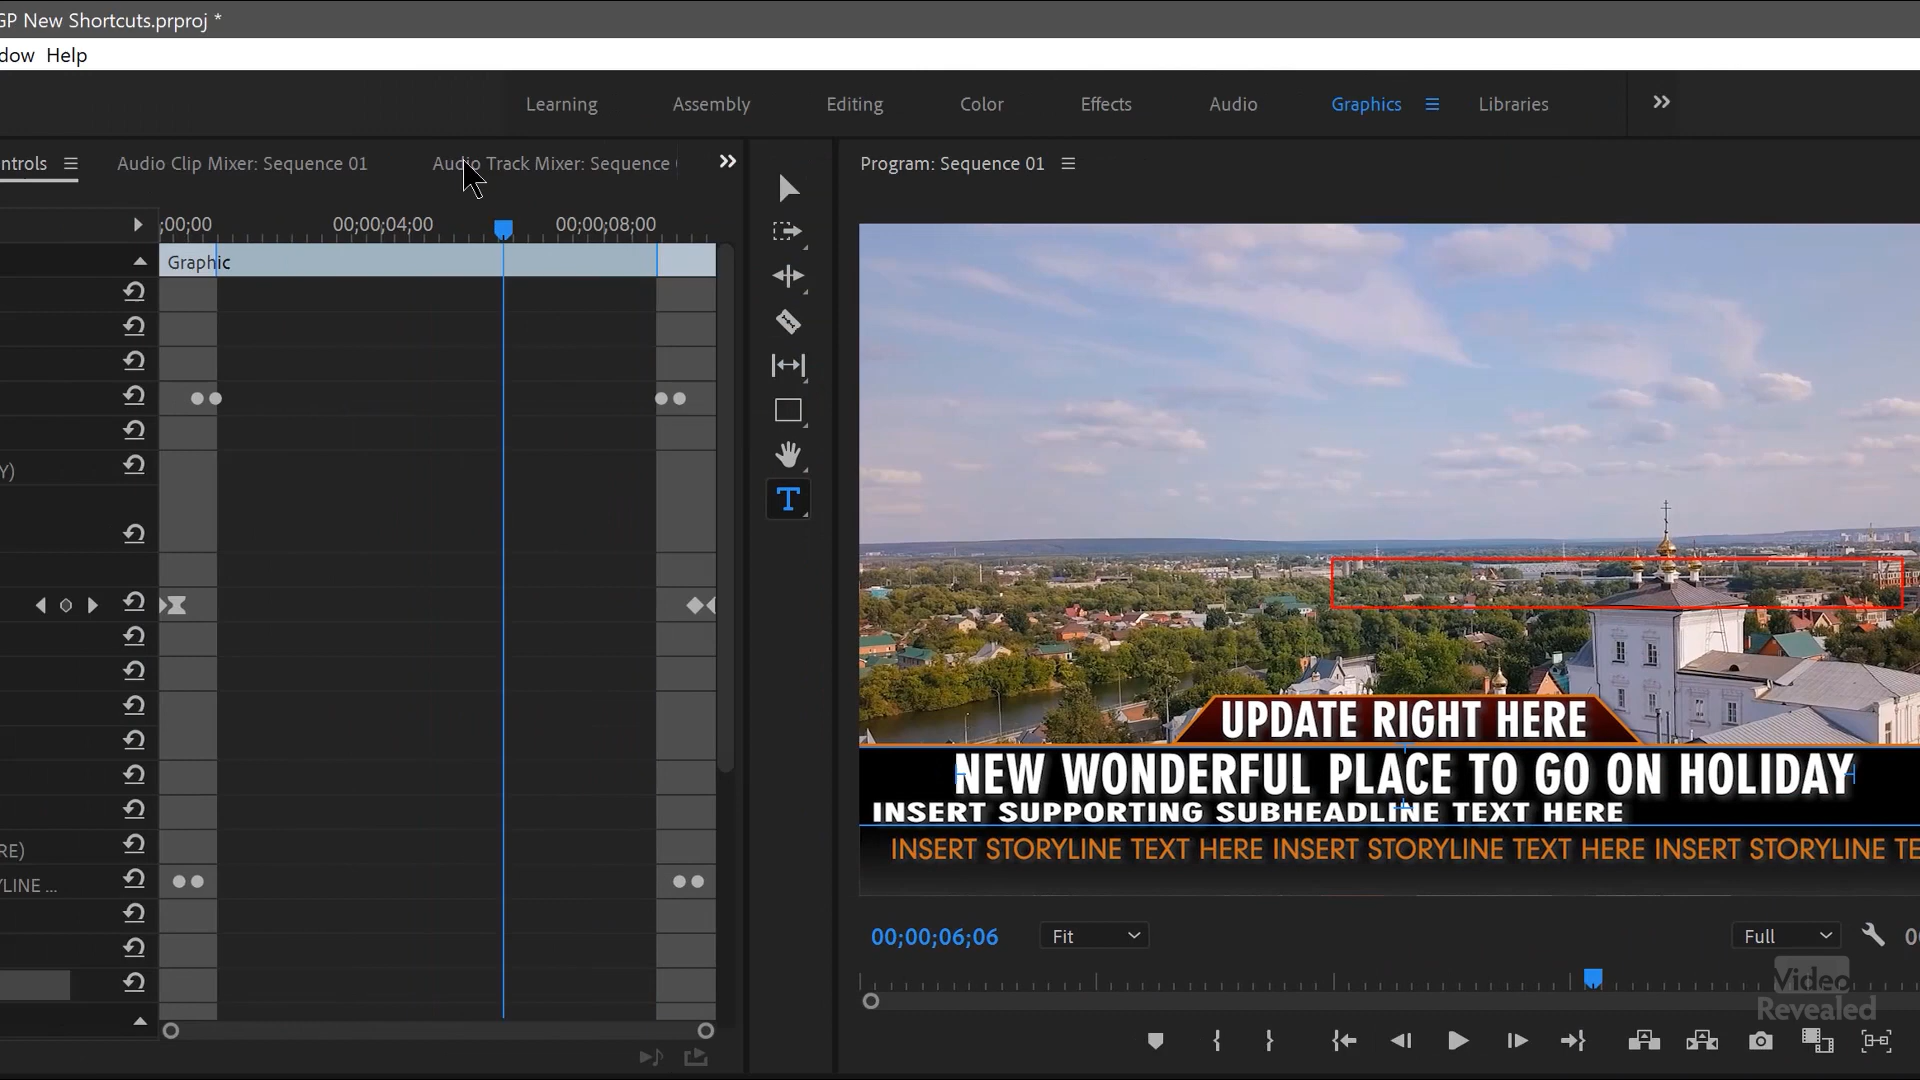 GP New Shortcuts.prproj *
dow Help
Learning Assembly Editing Color Effects Audio Graphics Libraries
ntrols Audio Clip Mixer: Sequence 01 Audio Track Mixer: Sequence
Program: Sequence 01
;00;00 00;00;04;00 00;00;08;00
Graphic
Y)
RE)
YLINE ...
UPDATE RIGHT HERE
NEW WONDERFUL PLACE TO GO ON HOLIDAY
INSERT SUPPORTING SUBHEADLINE TEXT HERE
INSERT STORYLINE TEXT HERE INSERT STORYLINE TEXT HERE INSERT STORYLINE TE
00;00;06;06 Fit Full 00
Video
Revealed